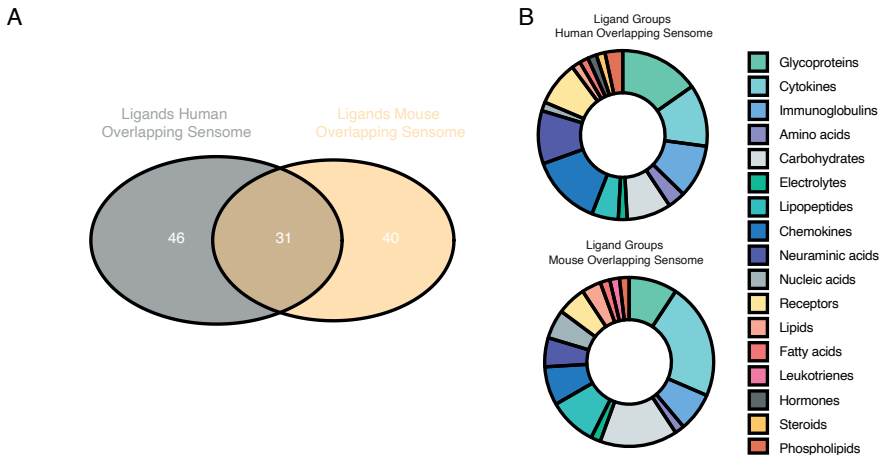 A
Ligands Human
Overlapping Sensome
Ligands Mouse
Overlapping Sensome
46
31
40
B
Ligand Groups
Human Overlapping Sensome
Ligand Groups
Mouse Overlapping Sensome
Glycoproteins
Cytokines
Immunoglobulins
Amino acids
Carbohydrates
Electrolytes
Lipopeptides
Chemokines
Neuraminic acids
Nucleic acids
Receptors
Lipids
Fatty acids
Leukotrienes
Hormones
Steroids
Phospholipids